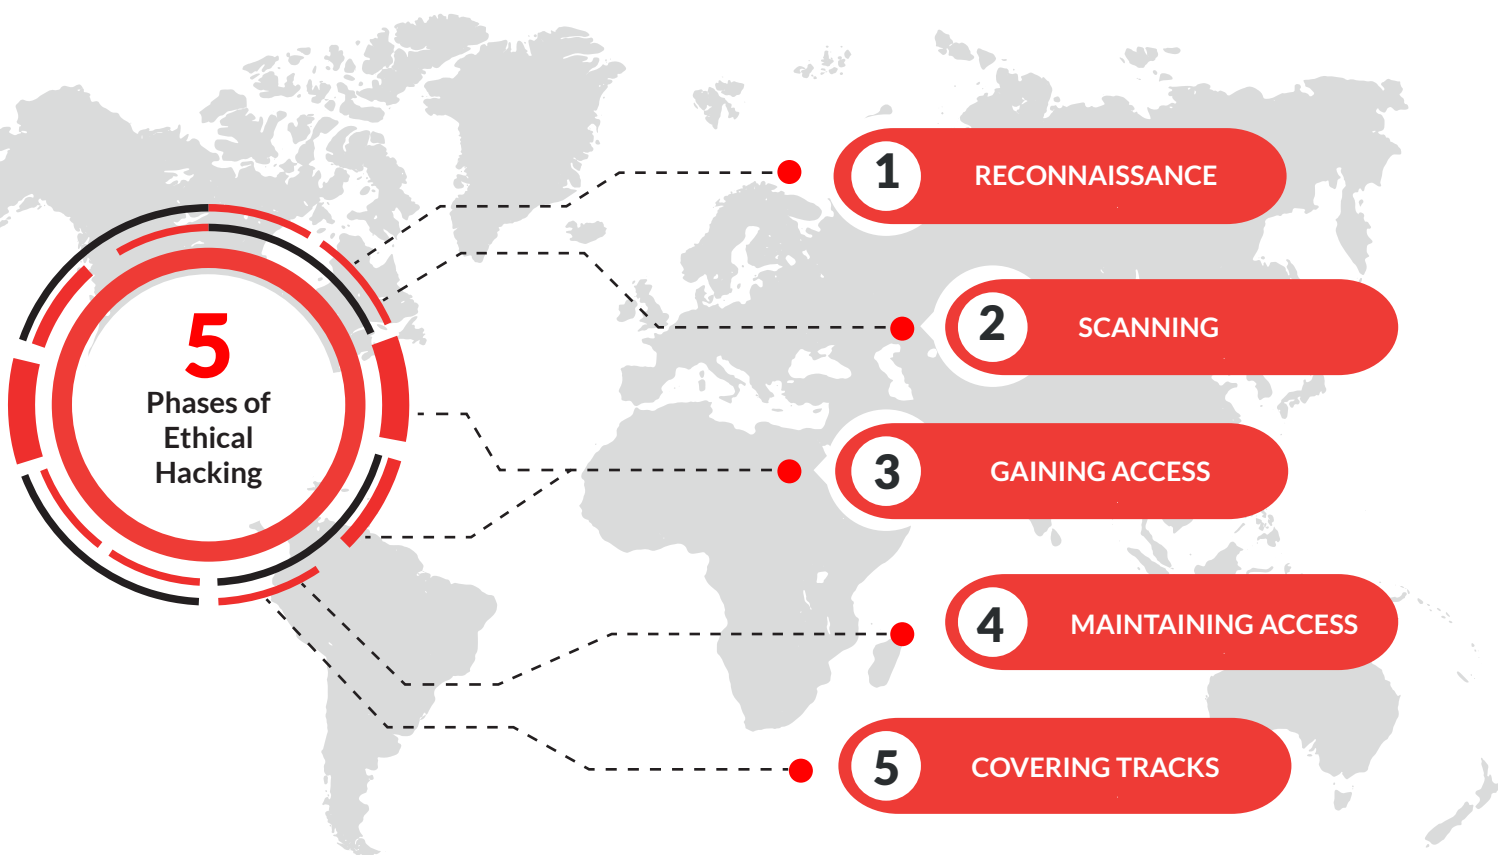 5
Phases of
Ethical
Hacking
1
RECONNAISSANCE
2
SCANNING
3
GAINING ACCESS
4
MAINTAINING ACCESS
5
COVERING TRACKS